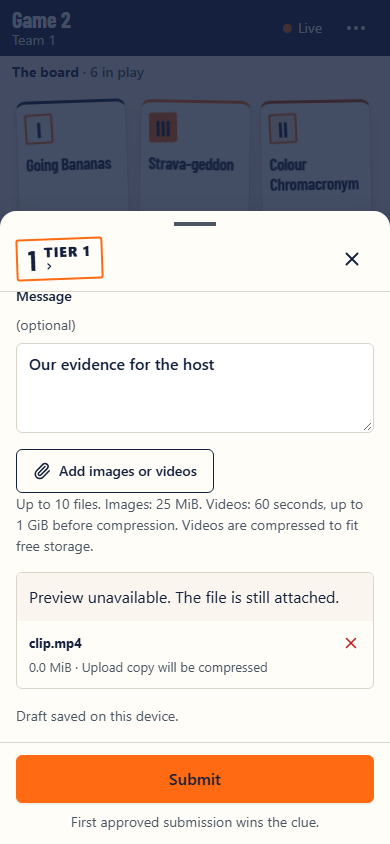 Game 2
Team 1
Live
The board · 6 in play
I
Going Bananas
III
Strava-geddon
II
Colour
Chromacronym
1 TIER 1 ›
Message
(optional)
Our evidence for the host
Add images or videos
Up to 10 files. Images: 25 MiB. Videos: 60 seconds, up to
1 GiB before compression. Videos are compressed to fit
free storage.
Preview unavailable. The file is still attached.
clip.mp4
0.0 MiB · Upload copy will be compressed
Draft saved on this device.
Submit
First approved submission wins the clue.